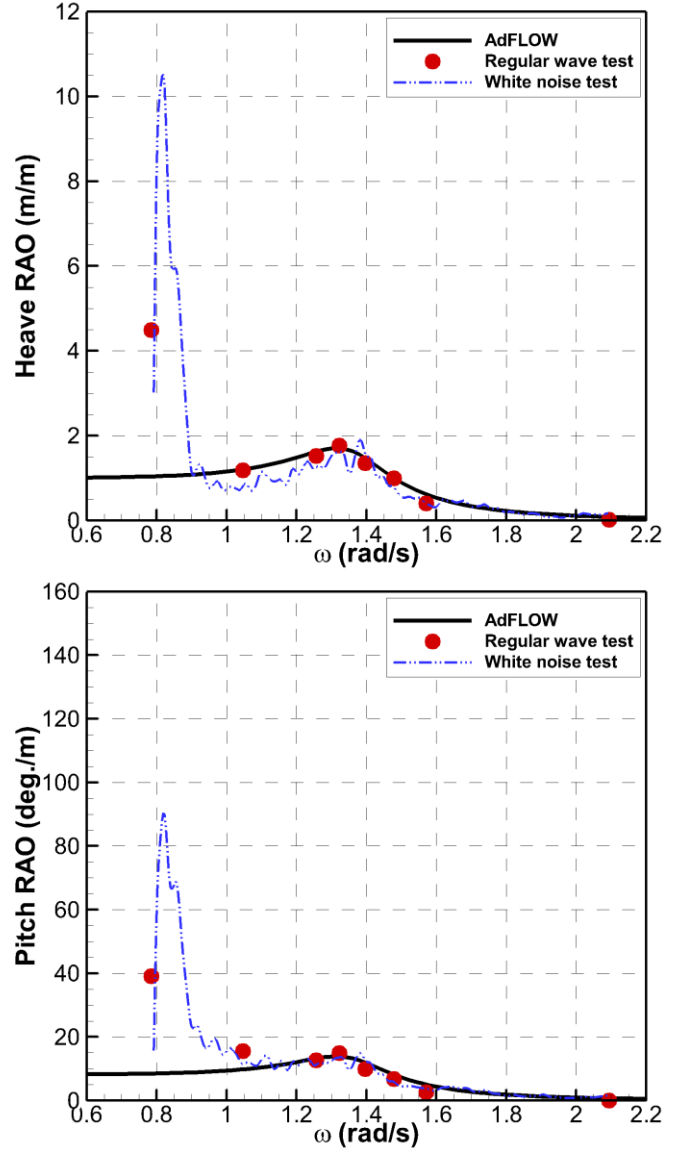 12
10
8
6
4
2
0
Heave RAO (m/m)
AdFLOW
Regular wave test
White noise test
0.6 0.8 1 1.2 1.4 1.6 1.8 2 2.2
ω (rad/s)
160
140
120
100
80
60
40
20
0
Pitch RAO (deg./m)
AdFLOW
Regular wave test
White noise test
0.6 0.8 1 1.2 1.4 1.6 1.8 2 2.2
ω (rad/s)